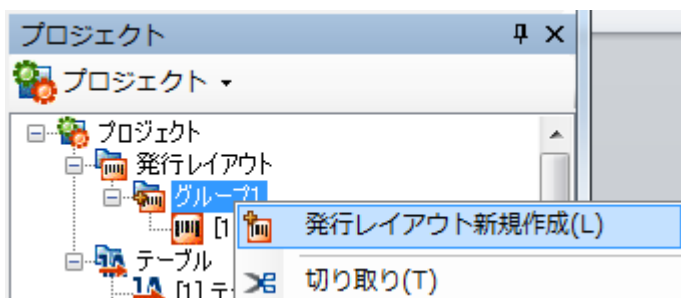 プロジェクト
プロジェクト
プロジェクト
発行レイアウト
グループ1
[1
発行レイアウト新規作成(L)
テーブル
切り取り(T)
[1] テ